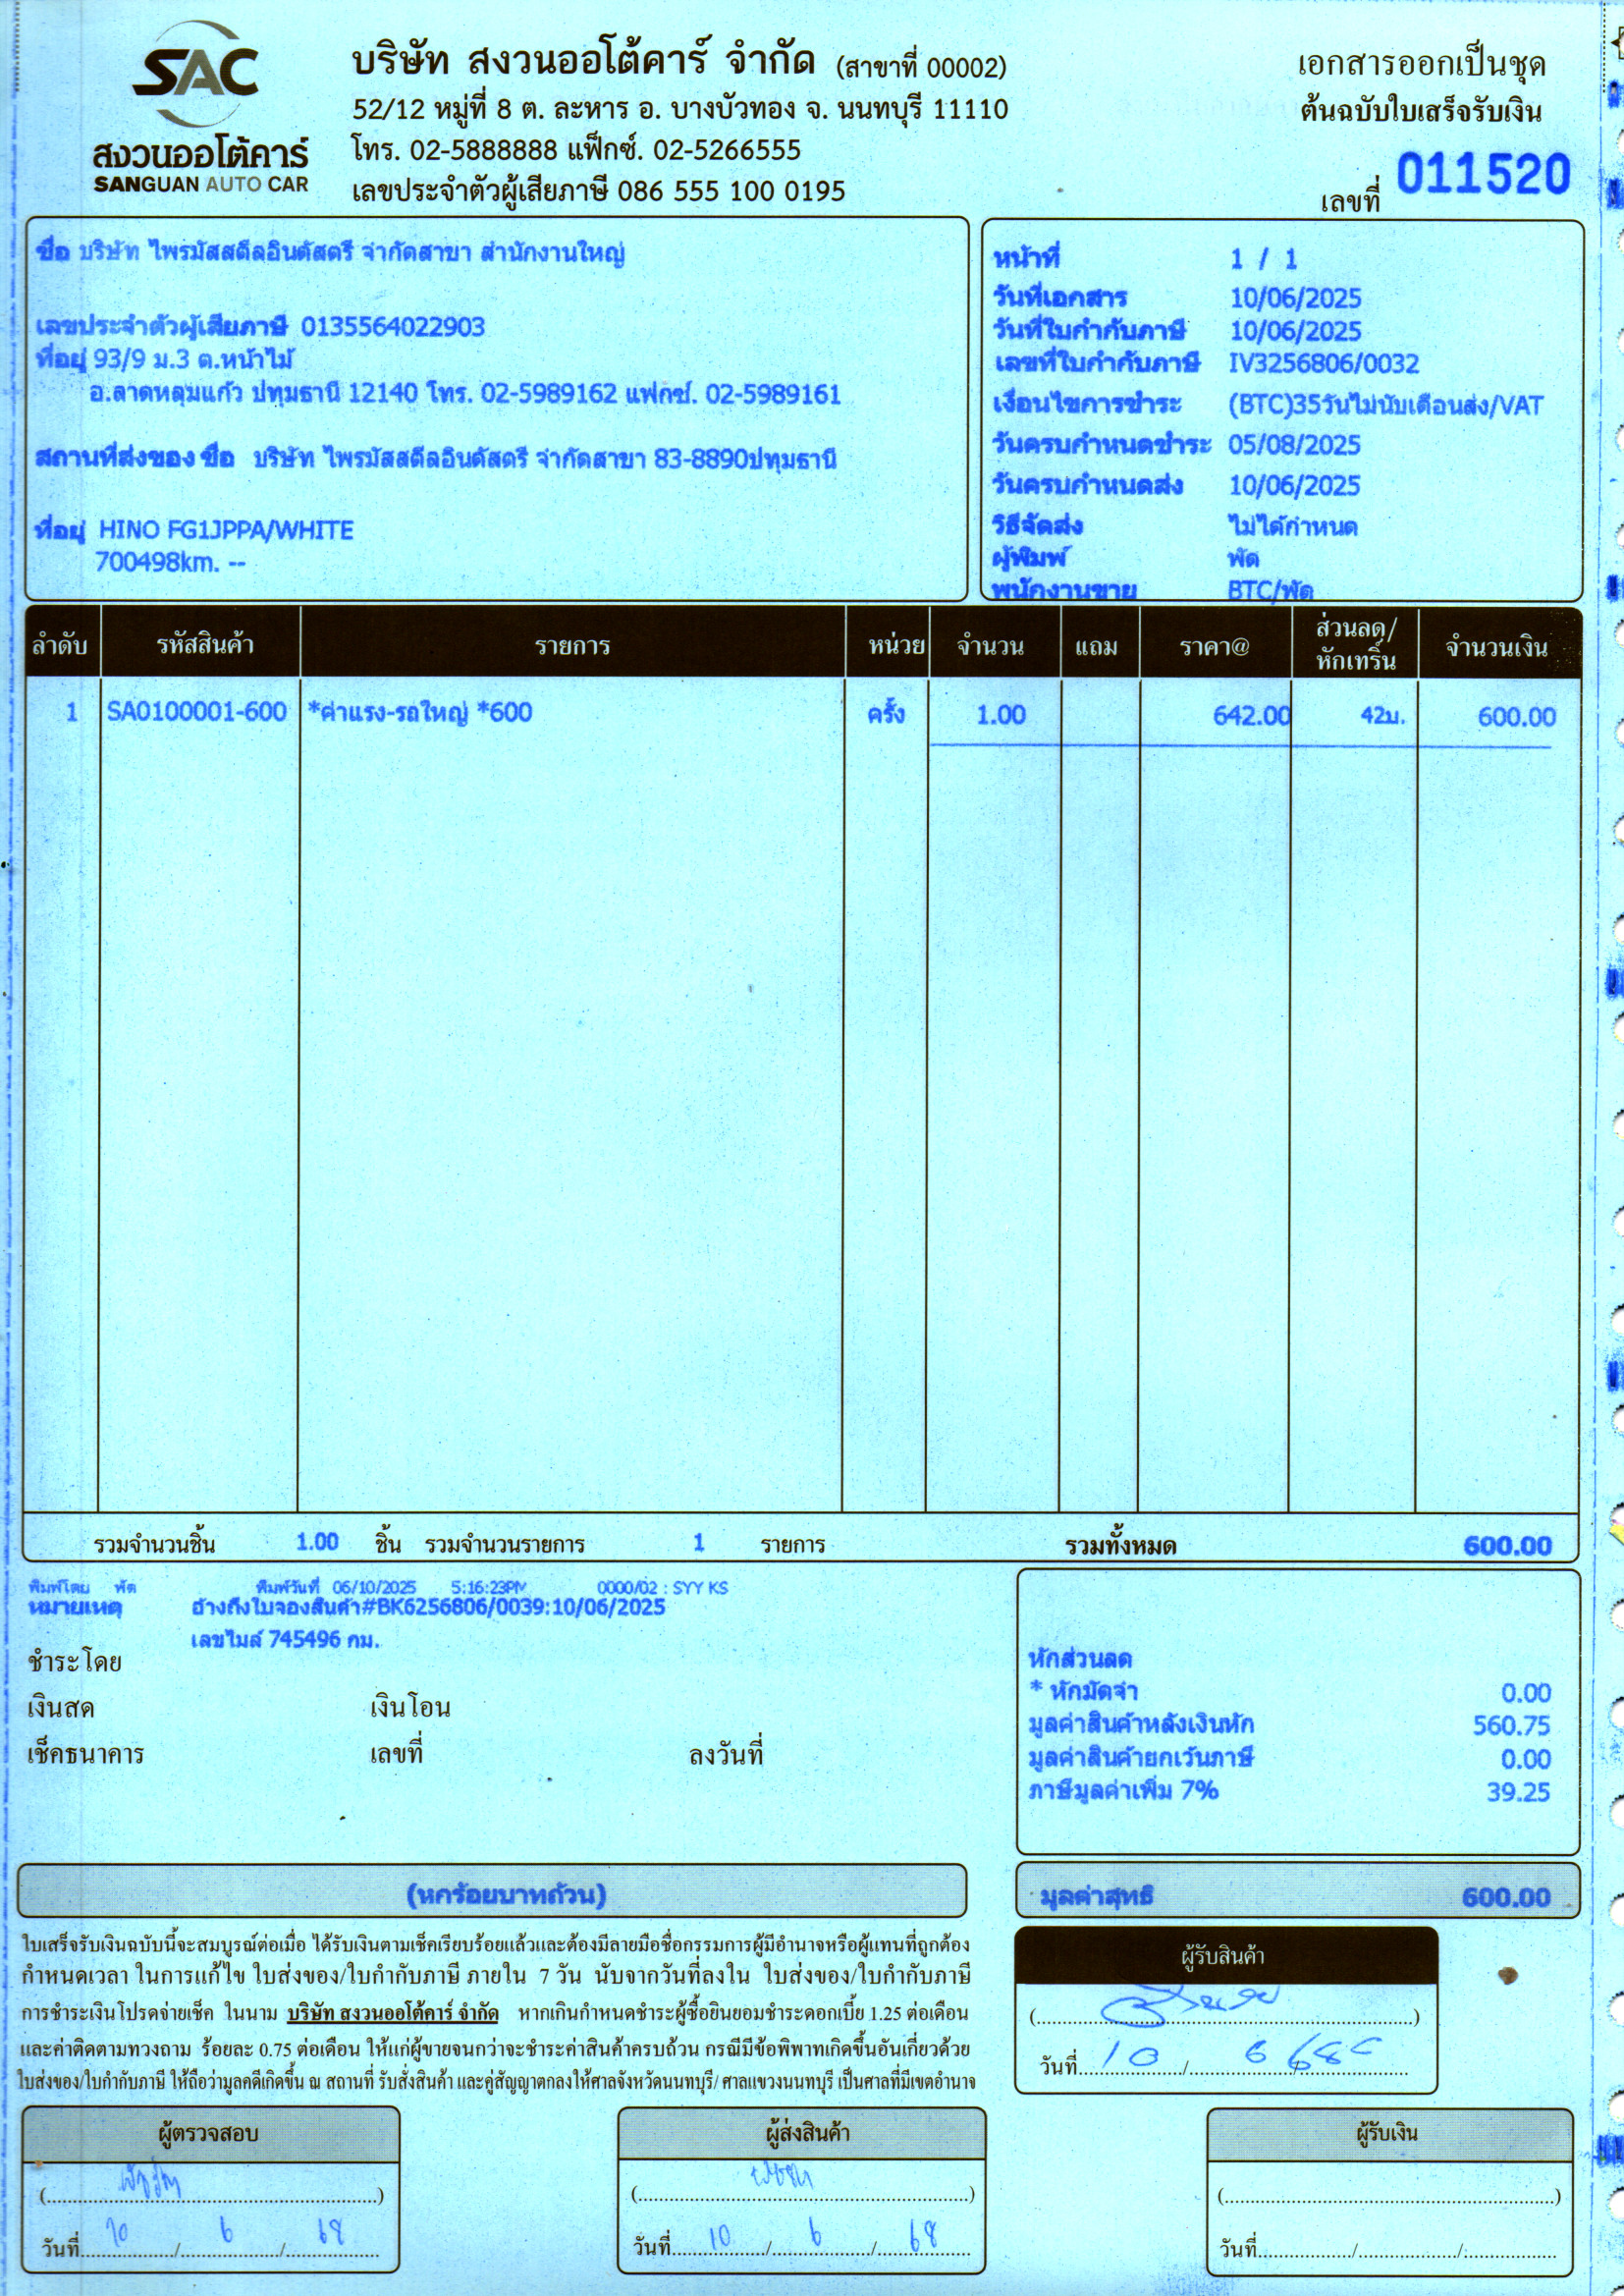 SAC
สงวนออโต้คาร์
SANGUAN AUTO CAR
บริษัท สงวนออโต้คาร์ จำกัด (สาขาที่ 00002)
52/12 หมู่ที่ 8 ต. ละหาร อ. บางบัวทอง จ. นนทบุรี 11110
โทร. 02-5888888 แฟ็กซ์. 02-5266555
เลขประจำตัวผู้เสียภาษี 086 555 100 0195
เอกสารออกเป็นชุด
ต้นฉบับใบเสร็จรับเงิน
เลขที่ 011520
ชื่อ บริษัท ไพรมัสสตีลอินดัสตรี จำกัดสาขา สำนักงานใหญ่
เลขประจำตัวผู้เสียภาษี 0135564022903
ที่อยู่ 93/9 ม.3 ต.หน้าไม้
อ.ลาดหลุมแก้ว ปทุมธานี 12140 โทร. 02-5989162 แฟกซ์. 02-5989161
สถานที่ส่งของ ชื่อ บริษัท ไพรมัสสตีลอินดัสตรี จำกัดสาขา 83-8890ปทุมธานี
ที่อยู่ HINO FG1JPPA/WHITE
700498km. --
หน้าที่ 1 / 1
วันที่เอกสาร 10/06/2025
วันที่ใบกำกับภาษี 10/06/2025
เลขที่ใบกำกับภาษี IV3256806/0032
เงื่อนไขการชำระ (BTC)35วันไม่นับเดือนส่ง/VAT
วันครบกำหนดชำระ 05/08/2025
วันครบกำหนดส่ง 10/06/2025
วิธีจัดส่ง ไม่ได้กำหนด
ผู้พิมพ์ พัด
พนักงานขาย BTC/พัด
ลำดับ รหัสสินค้า รายการ หน่วย จำนวน แถม ราคา@ ส่วนลด/หักเทริ์น จำนวนเงิน
1 SA0100001-600 *ค่าแรง-รถใหญ่ *600 ครั้ง 1.00 642.00 42บ. 600.00
รวมจำนวนชิ้น 1.00 ชิ้น รวมจำนวนรายการ 1 รายการ รวมทั้งหมด 600.00
พิมพ์โดย พัด พิมพ์วันที่ 06/10/2025 5:16:23PM 0000/02 : SYY KS
หมายเหตุ อ้างถึงใบจองสินค้า#BK6256806/0039:10/06/2025
เลขไมล์ 745496 กม.
ชำระโดย
เงินสด เงินโอน
เช็คธนาคาร เลขที่ ลงวันที่
หักส่วนลด
* หักมัดจำ 0.00
มูลค่าสินค้าหลังเงินหัก 560.75
มูลค่าสินค้ายกเว้นภาษี 0.00
ภาษีมูลค่าเพิ่ม 7% 39.25
(หกร้อยบาทถ้วน)
มูลค่าสุทธิ 600.00
ใบเสร็จรับเงินฉบับนี้จะสมบูรณ์ต่อเมื่อ ได้รับเงินตามเช็คเรียบร้อยแล้วและต้องมีลายมือชื่อกรรมการผู้มีอำนาจหรือผู้แทนที่ถูกต้อง
กำหนดเวลา ในการแก้ไข ใบส่งของ/ใบกำกับภาษี ภายใน 7 วัน นับจากวันที่ลงใน ใบส่งของ/ใบกำกับภาษี
การชำระเงินโปรดจ่ายเช็ค ในนาม บริษัท สงวนออโต้คาร์ จำกัด หากเกินกำหนดชำระผู้ซื้อยินยอมชำระดอกเบี้ย 1.25 ต่อเดือน
และค่าติดตามทวงถาม ร้อยละ 0.75 ต่อเดือน ให้แก่ผู้ขายจนกว่าจะชำระค่าสินค้าครบถ้วน กรณีมีข้อพิพาทเกิดขึ้นอันเกี่ยวด้วย
ใบส่งของ/ใบกำกับภาษี ให้ถือว่ามูลคดีเกิดขึ้น ณ สถานที่ รับสั่งสินค้า และคู่สัญญาตกลงให้ศาลจังหวัดนนทบุรี/ ศาลแขวงนนทบุรี เป็นศาลที่มีเขตอำนาจ
ผู้รับสินค้า
วันที่ 10 / 6 / 68
ผู้ตรวจสอบ
วันที่ 10 / 6 / 68
ผู้ส่งสินค้า
วันที่ 10 / 6 / 68
ผู้รับเงิน
วันที่ / /